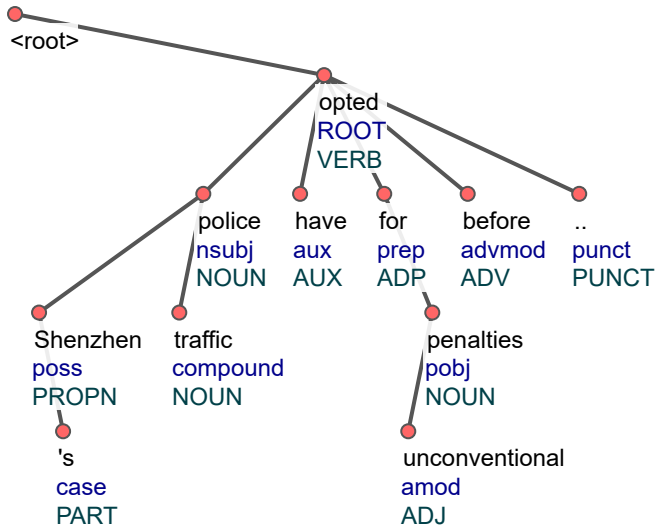 <root>
opted
ROOT
VERB
police have for before ..
nsubj aux prep advmod punct
NOUN AUX ADP ADV PUNCT
Shenzhen traffic penalties
poss compound pobj
PROPN NOUN NOUN
's unconventional
case amod
PART ADJ